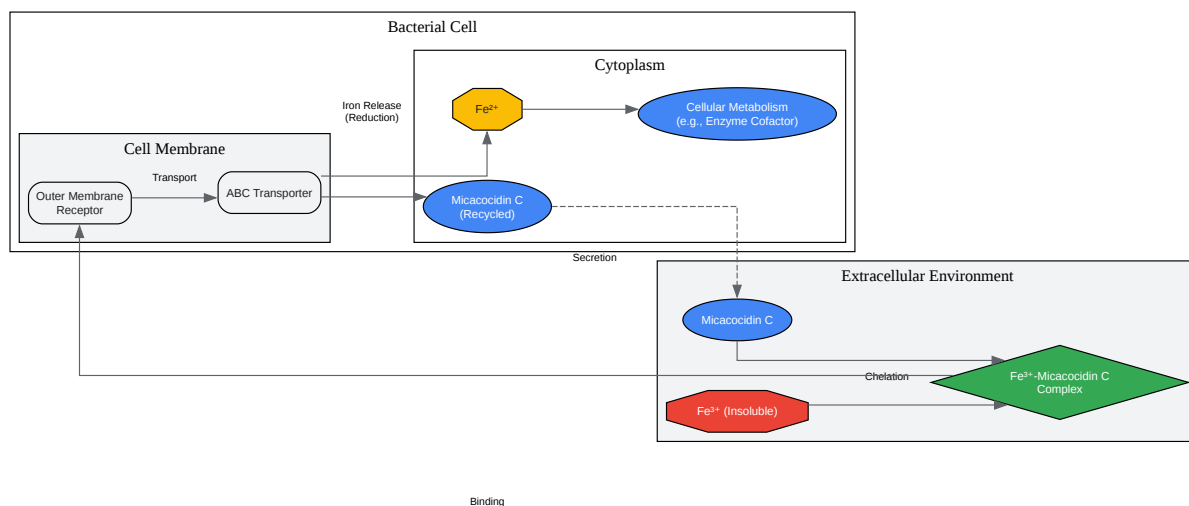 Bacterial Cell
Cytoplasm
Iron Release
(Reduction)
Fe²⁺
Cellular Metabolism
(e.g., Enzyme Cofactor)
Cell Membrane
Transport
Outer Membrane
Receptor
ABC Transporter
Micacocidin C
(Recycled)
Secretion
Extracellular Environment
Micacocidin C
Chelation
Fe³⁺-Micacocidin C
Complex
Fe³⁺ (Insoluble)
Binding